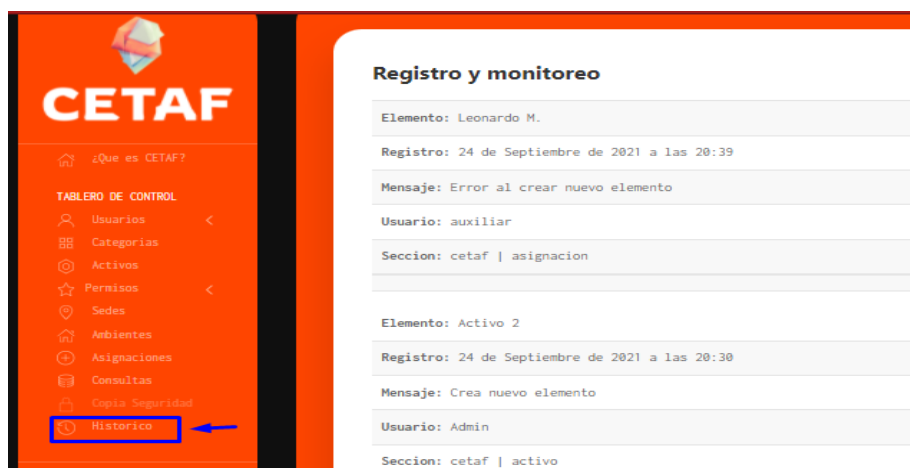 CETAF
¿Que es CETAF?
TABLERO DE CONTROL
Usuarios
Categorias
Activos
Permisos
Sedes
Ambientes
Asignaciones
Consultas
Copia Seguridad
Historico
Registro y monitoreo
Elemento: Leonardo M.
Registro: 24 de Septiembre de 2021 a las 20:39
Mensaje: Error al crear nuevo elemento
Usuario: auxiliar
Seccion: cetaf | asignacion
Elemento: Activo 2
Registro: 24 de Septiembre de 2021 a las 20:30
Mensaje: Crea nuevo elemento
Usuario: Admin
Seccion: cetaf | activo